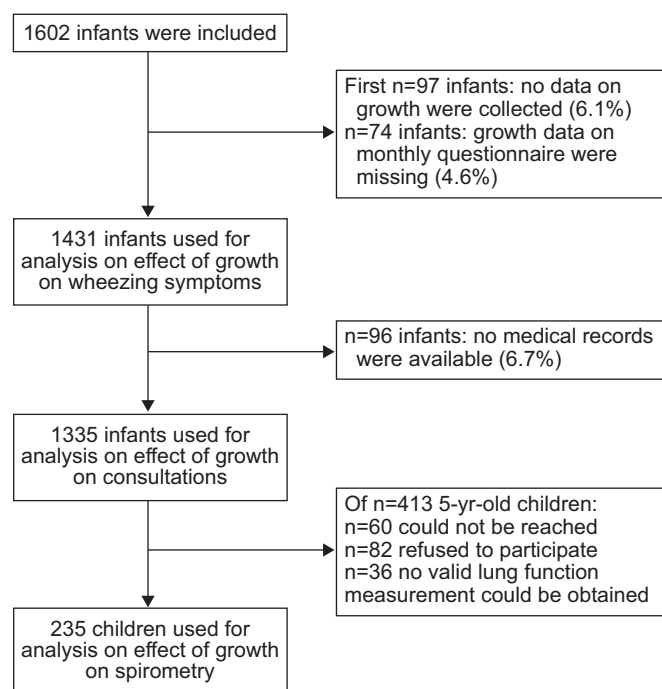 1602 infants were included
First n=97 infants: no data on
growth were collected (6.1%)
n=74 infants: growth data on
monthly questionnaire were
missing (4.6%)
1431 infants used for
analysis on effect of growth
on wheezing symptoms
n=96 infants: no medical records
were available (6.7%)
1335 infants used for
analysis on effect of growth
on consultations
Of n=413 5-yr-old children:
n=60 could not be reached
n=82 refused to participate
n=36 no valid lung function
measurement could be obtained
235 children used for
analysis on effect of growth
on spirometry